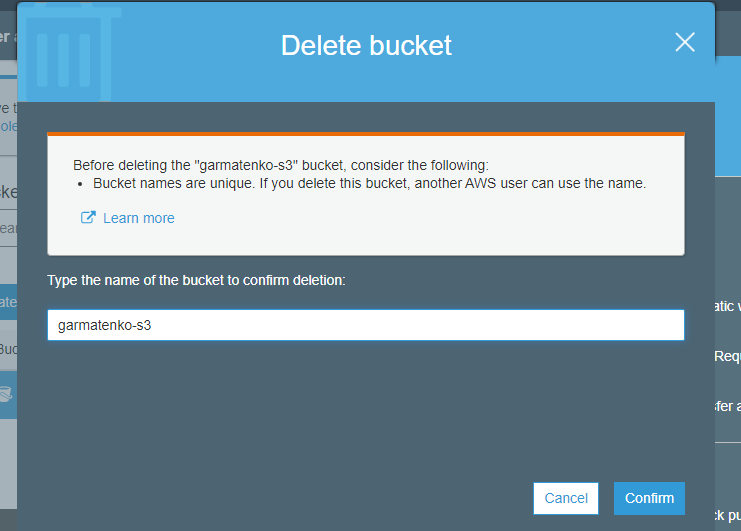 Delete bucket
Before deleting the "garmatenko-s3" bucket, consider the following:
• Bucket names are unique. If you delete this bucket, another AWS user can use the name.
Learn more
Type the name of the bucket to confirm deletion:
garmatenko-s3
Cancel Confirm